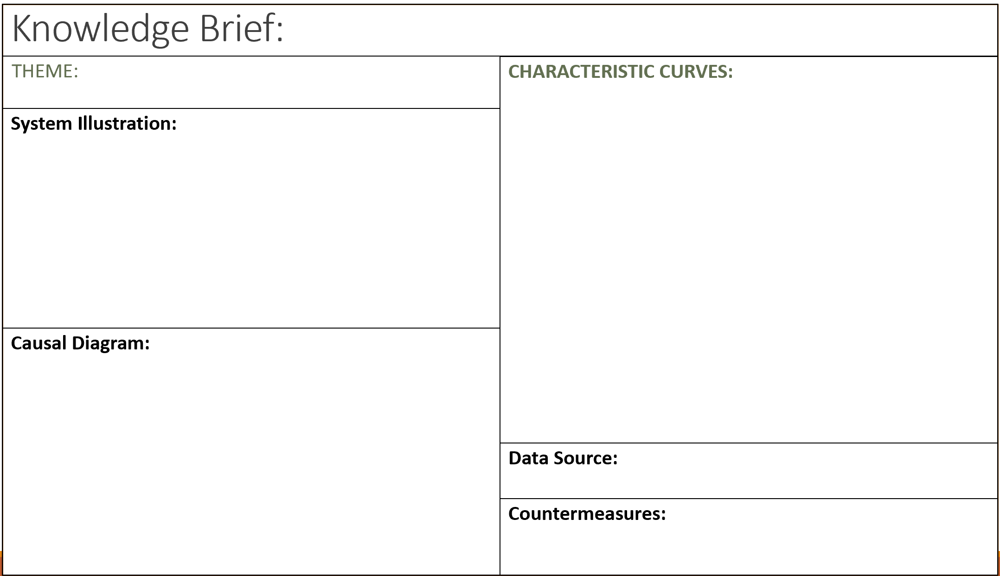 Knowledge Brief:
THEME:
System Illustration:
Causal Diagram:
CHARACTERISTIC CURVES:
Data Source:
Countermeasures: